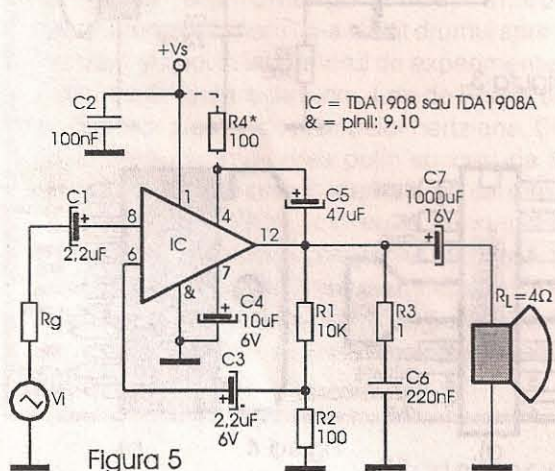 +Vs
C2
100nF
R4*
100
IC = TDA1908 sau TDA1908A
& = pinii: 9,10
C1
+
2,2uF
8
6
IC
1
4
7
&
12
+
C5
47uF
C7
1000uF
16V
+
Rg
Vi
+
C4
10uF
6V
C3
+
2,2uF
6V
R1
10K
R2
100
R3
1
C6
220nF
RL=4Ω
Figura 5